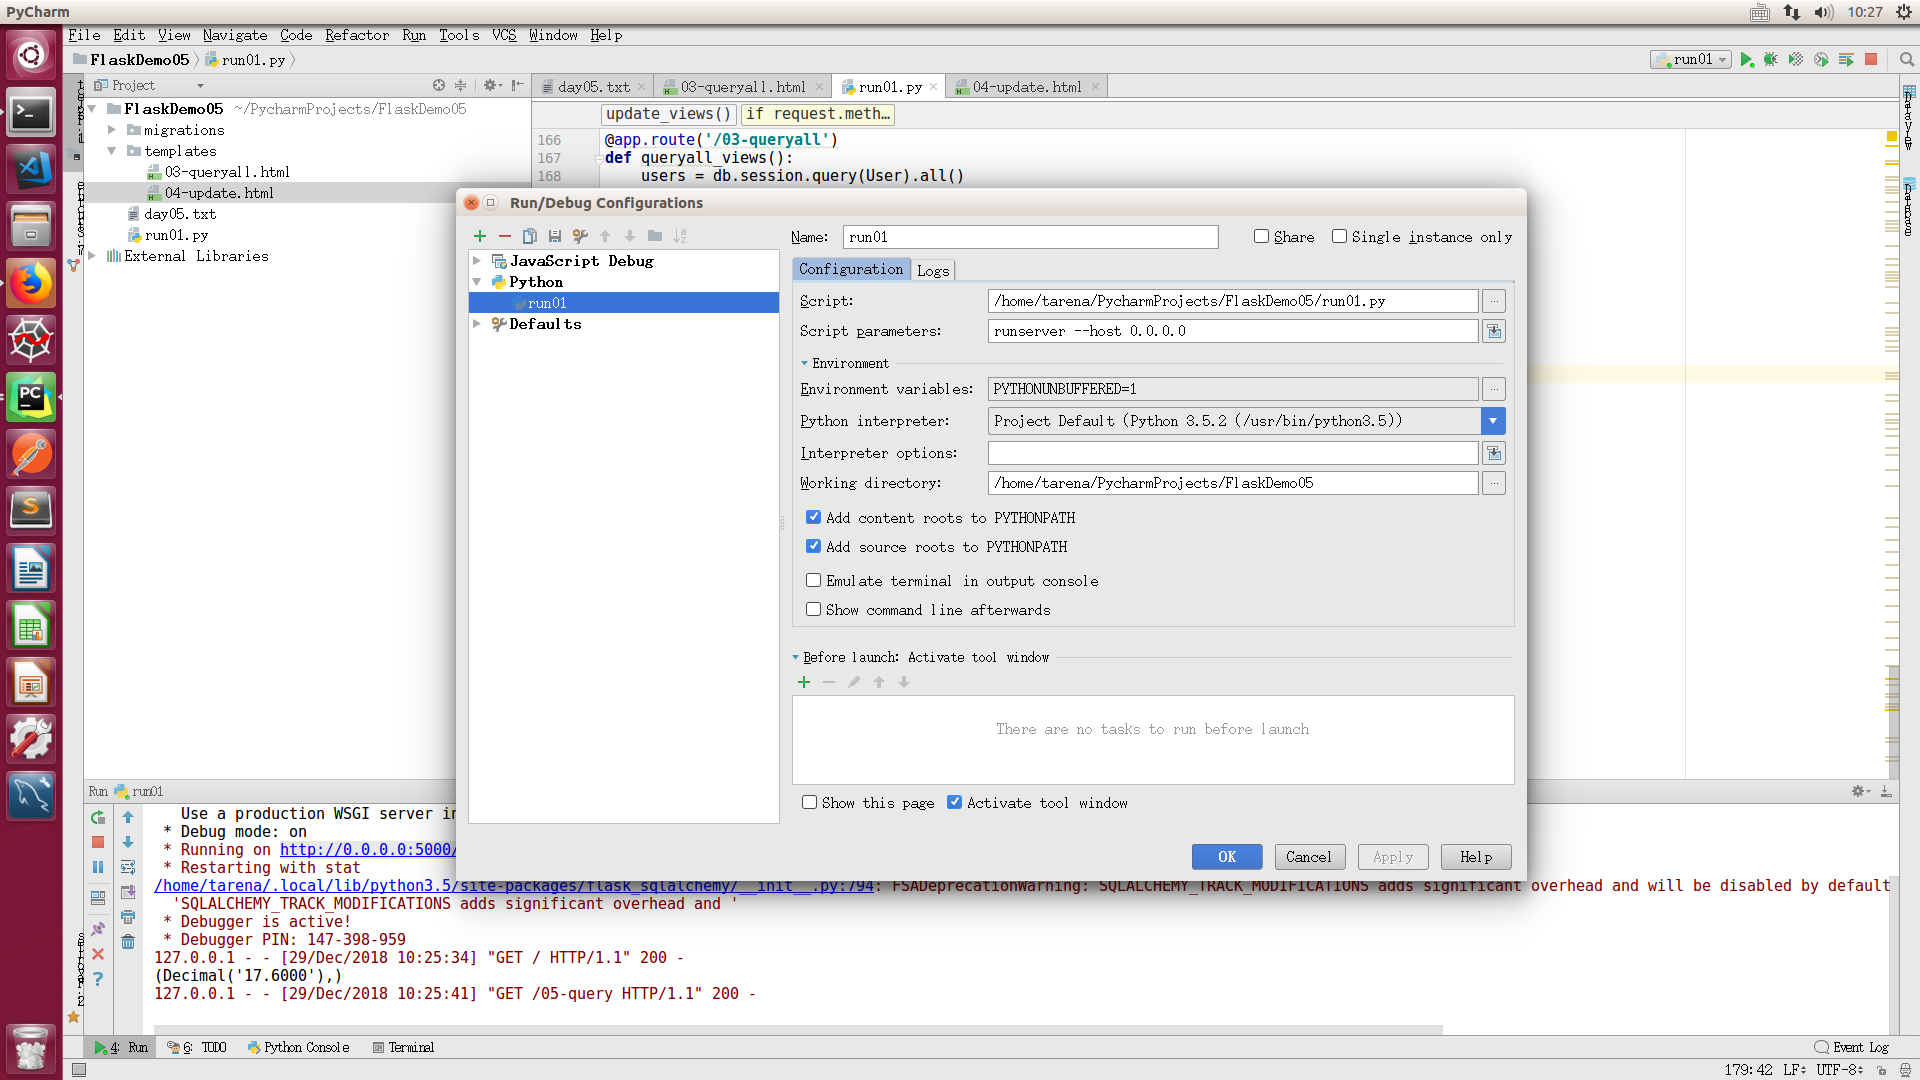 PyCharm
10:27
File Edit View Navigate Code Refactor Run Tools VCS Window Help
FlaskDemo05 run01.py
run01
Project
day05.txt 03-queryall.html run01.py 04-update.html
FlaskDemo05 ~/PycharmProjects/FlaskDemo05
migrations
templates
03-queryall.html
04-update.html
day05.txt
run01.py
External Libraries
update_views() if request.meth…
166 @app.route('/03-queryall')
167 def queryall_views():
168 users = db.session.query(User).all()
Run/Debug Configurations
JavaScript Debug
Python
run01
Defaults
Name: run01 Share Single instance only
Configuration Logs
Script: /home/tarena/PycharmProjects/FlaskDemo05/run01.py
Script parameters: runserver --host 0.0.0.0
Environment
Environment variables: PYTHONUNBUFFERED=1
Python interpreter: Project Default (Python 3.5.2 (/usr/bin/python3.5))
Interpreter options:
Working directory: /home/tarena/PycharmProjects/FlaskDemo05
Add content roots to PYTHONPATH
Add source roots to PYTHONPATH
Emulate terminal in output console
Show command line afterwards
Before launch: Activate tool window
There are no tasks to run before launch
Show this page Activate tool window
OK Cancel Apply Help
Data View
Database
Run run01
Use a production WSGI server in
* Debug mode: on
* Running on http://0.0.0.0:5000/
* Restarting with stat
/home/tarena/.local/lib/python3.5/site-packages/flask_sqlalchemy/__init__.py:794: FSADeprecationWarning: SQLALCHEMY_TRACK_MODIFICATIONS adds significant overhead and will be disabled by default
'SQLALCHEMY_TRACK_MODIFICATIONS adds significant overhead and '
* Debugger is active!
* Debugger PIN: 147-398-959
127.0.0.1 - - [29/Dec/2018 10:25:34] "GET / HTTP/1.1" 200 -
(Decimal('17.6000'),)
127.0.0.1 - - [29/Dec/2018 10:25:41] "GET /05-query HTTP/1.1" 200 -
4: Run 6: TODO Python Console Terminal Event Log
179:42 LF UTF-8